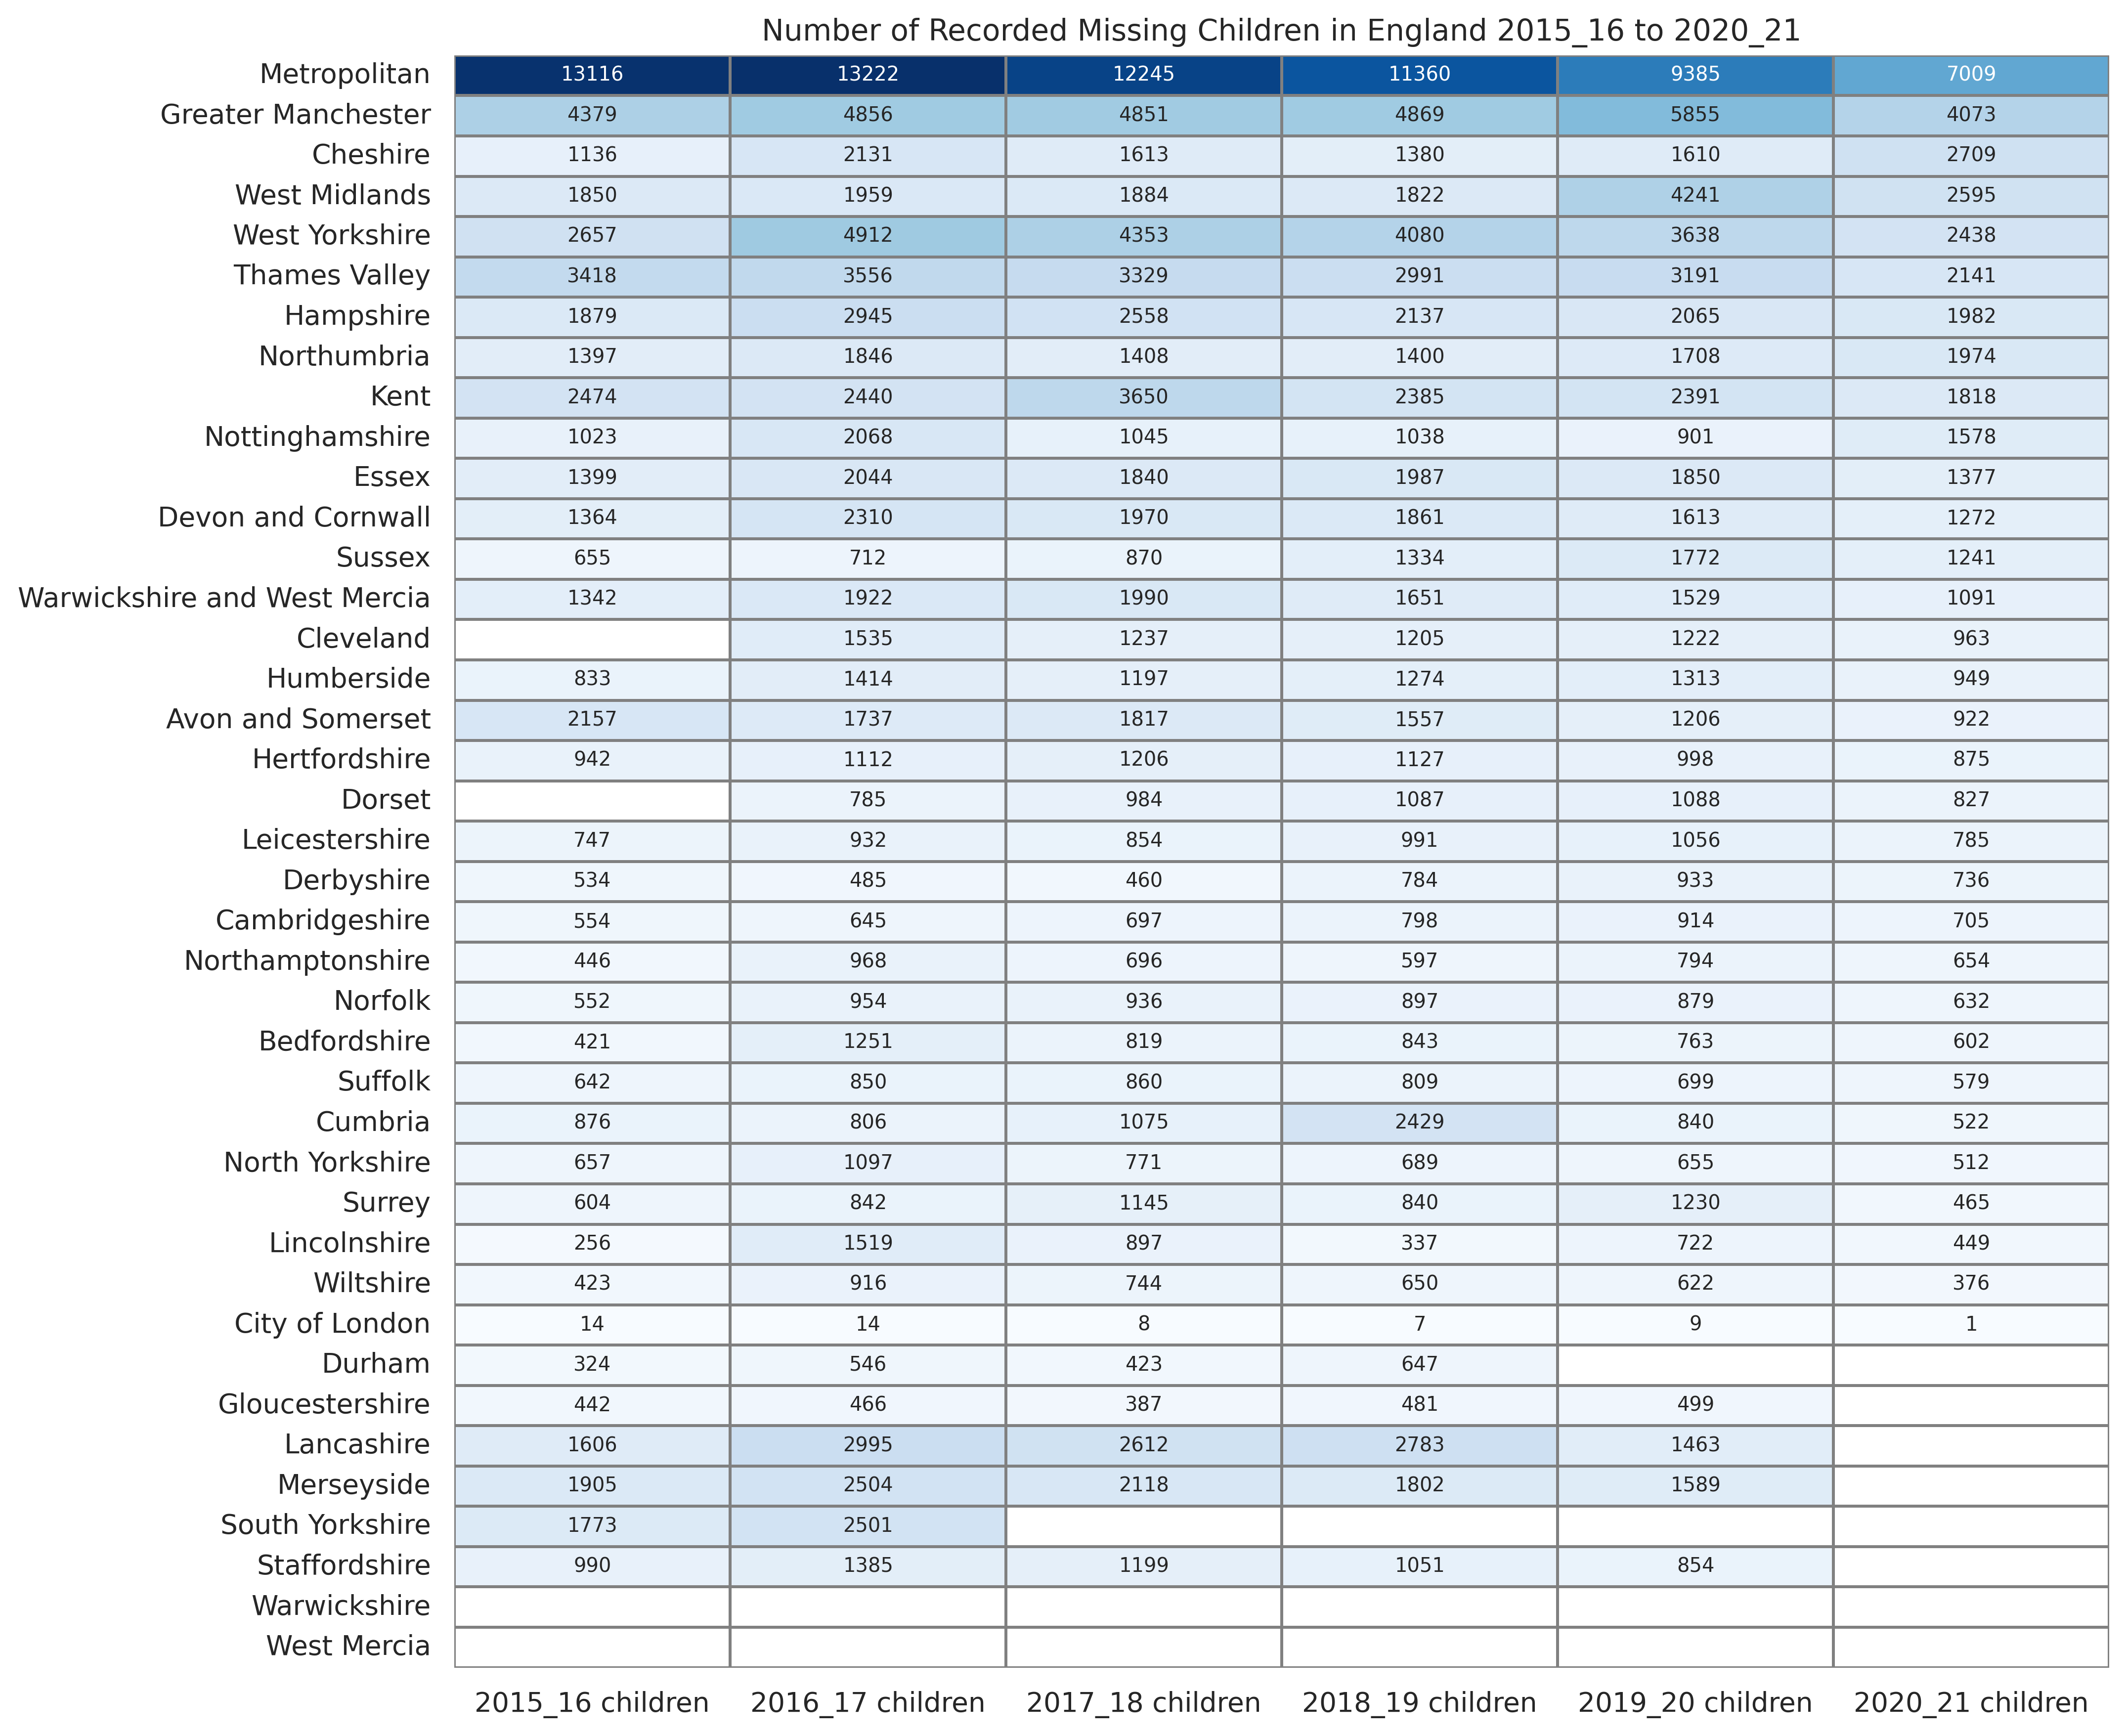 Number of Recorded Missing Children in England 2015_16 to 2020_21
Metropolitan 13116 13222 12245 11360 9385 7009
Greater Manchester 4379 4856 4851 4869 5855 4073
Cheshire 1136 2131 1613 1380 1610 2709
West Midlands 1850 1959 1884 1822 4241 2595
West Yorkshire 2657 4912 4353 4080 3638 2438
Thames Valley 3418 3556 3329 2991 3191 2141
Hampshire 1879 2945 2558 2137 2065 1982
Northumbria 1397 1846 1408 1400 1708 1974
Kent 2474 2440 3650 2385 2391 1818
Nottinghamshire 1023 2068 1045 1038 901 1578
Essex 1399 2044 1840 1987 1850 1377
Devon and Cornwall 1364 2310 1970 1861 1613 1272
Sussex 655 712 870 1334 1772 1241
Warwickshire and West Mercia 1342 1922 1990 1651 1529 1091
Cleveland 1535 1237 1205 1222 963
Humberside 833 1414 1197 1274 1313 949
Avon and Somerset 2157 1737 1817 1557 1206 922
Hertfordshire 942 1112 1206 1127 998 875
Dorset 785 984 1087 1088 827
Leicestershire 747 932 854 991 1056 785
Derbyshire 534 485 460 784 933 736
Cambridgeshire 554 645 697 798 914 705
Northamptonshire 446 968 696 597 794 654
Norfolk 552 954 936 897 879 632
Bedfordshire 421 1251 819 843 763 602
Suffolk 642 850 860 809 699 579
Cumbria 876 806 1075 2429 840 522
North Yorkshire 657 1097 771 689 655 512
Surrey 604 842 1145 840 1230 465
Lincolnshire 256 1519 897 337 722 449
Wiltshire 423 916 744 650 622 376
City of London 14 14 8 7 9 1
Durham 324 546 423 647
Gloucestershire 442 466 387 481 499
Lancashire 1606 2995 2612 2783 1463
Merseyside 1905 2504 2118 1802 1589
South Yorkshire 1773 2501
Staffordshire 990 1385 1199 1051 854
Warwickshire
West Mercia
2015_16 children 2016_17 children 2017_18 children 2018_19 children 2019_20 children 2020_21 children